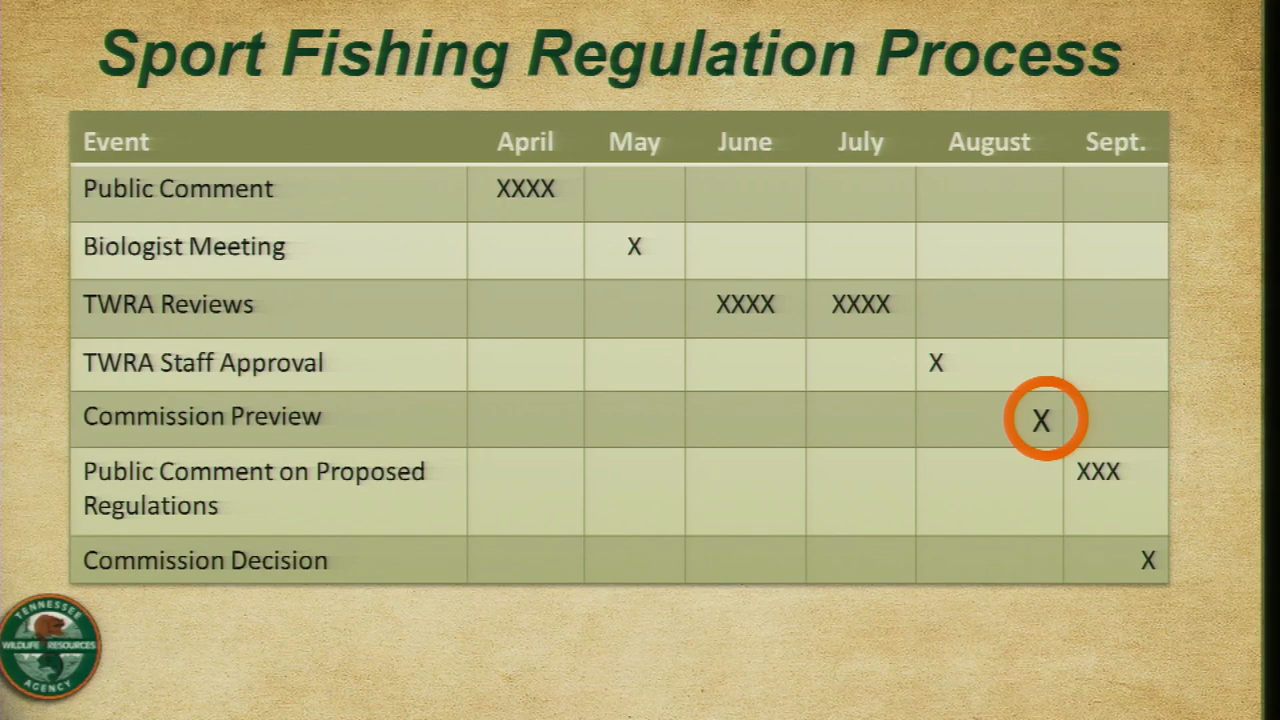 Sport Fishing Regulation Process
Event April May June July August Sept.
Public Comment XXXX
Biologist Meeting X
TWRA Reviews XXXX XXXX
TWRA Staff Approval X
Commission Preview X
Public Comment on Proposed XXX
Regulations
Commission Decision X
TENNESSEE
WILDLIFE RESOURCES
AGENCY